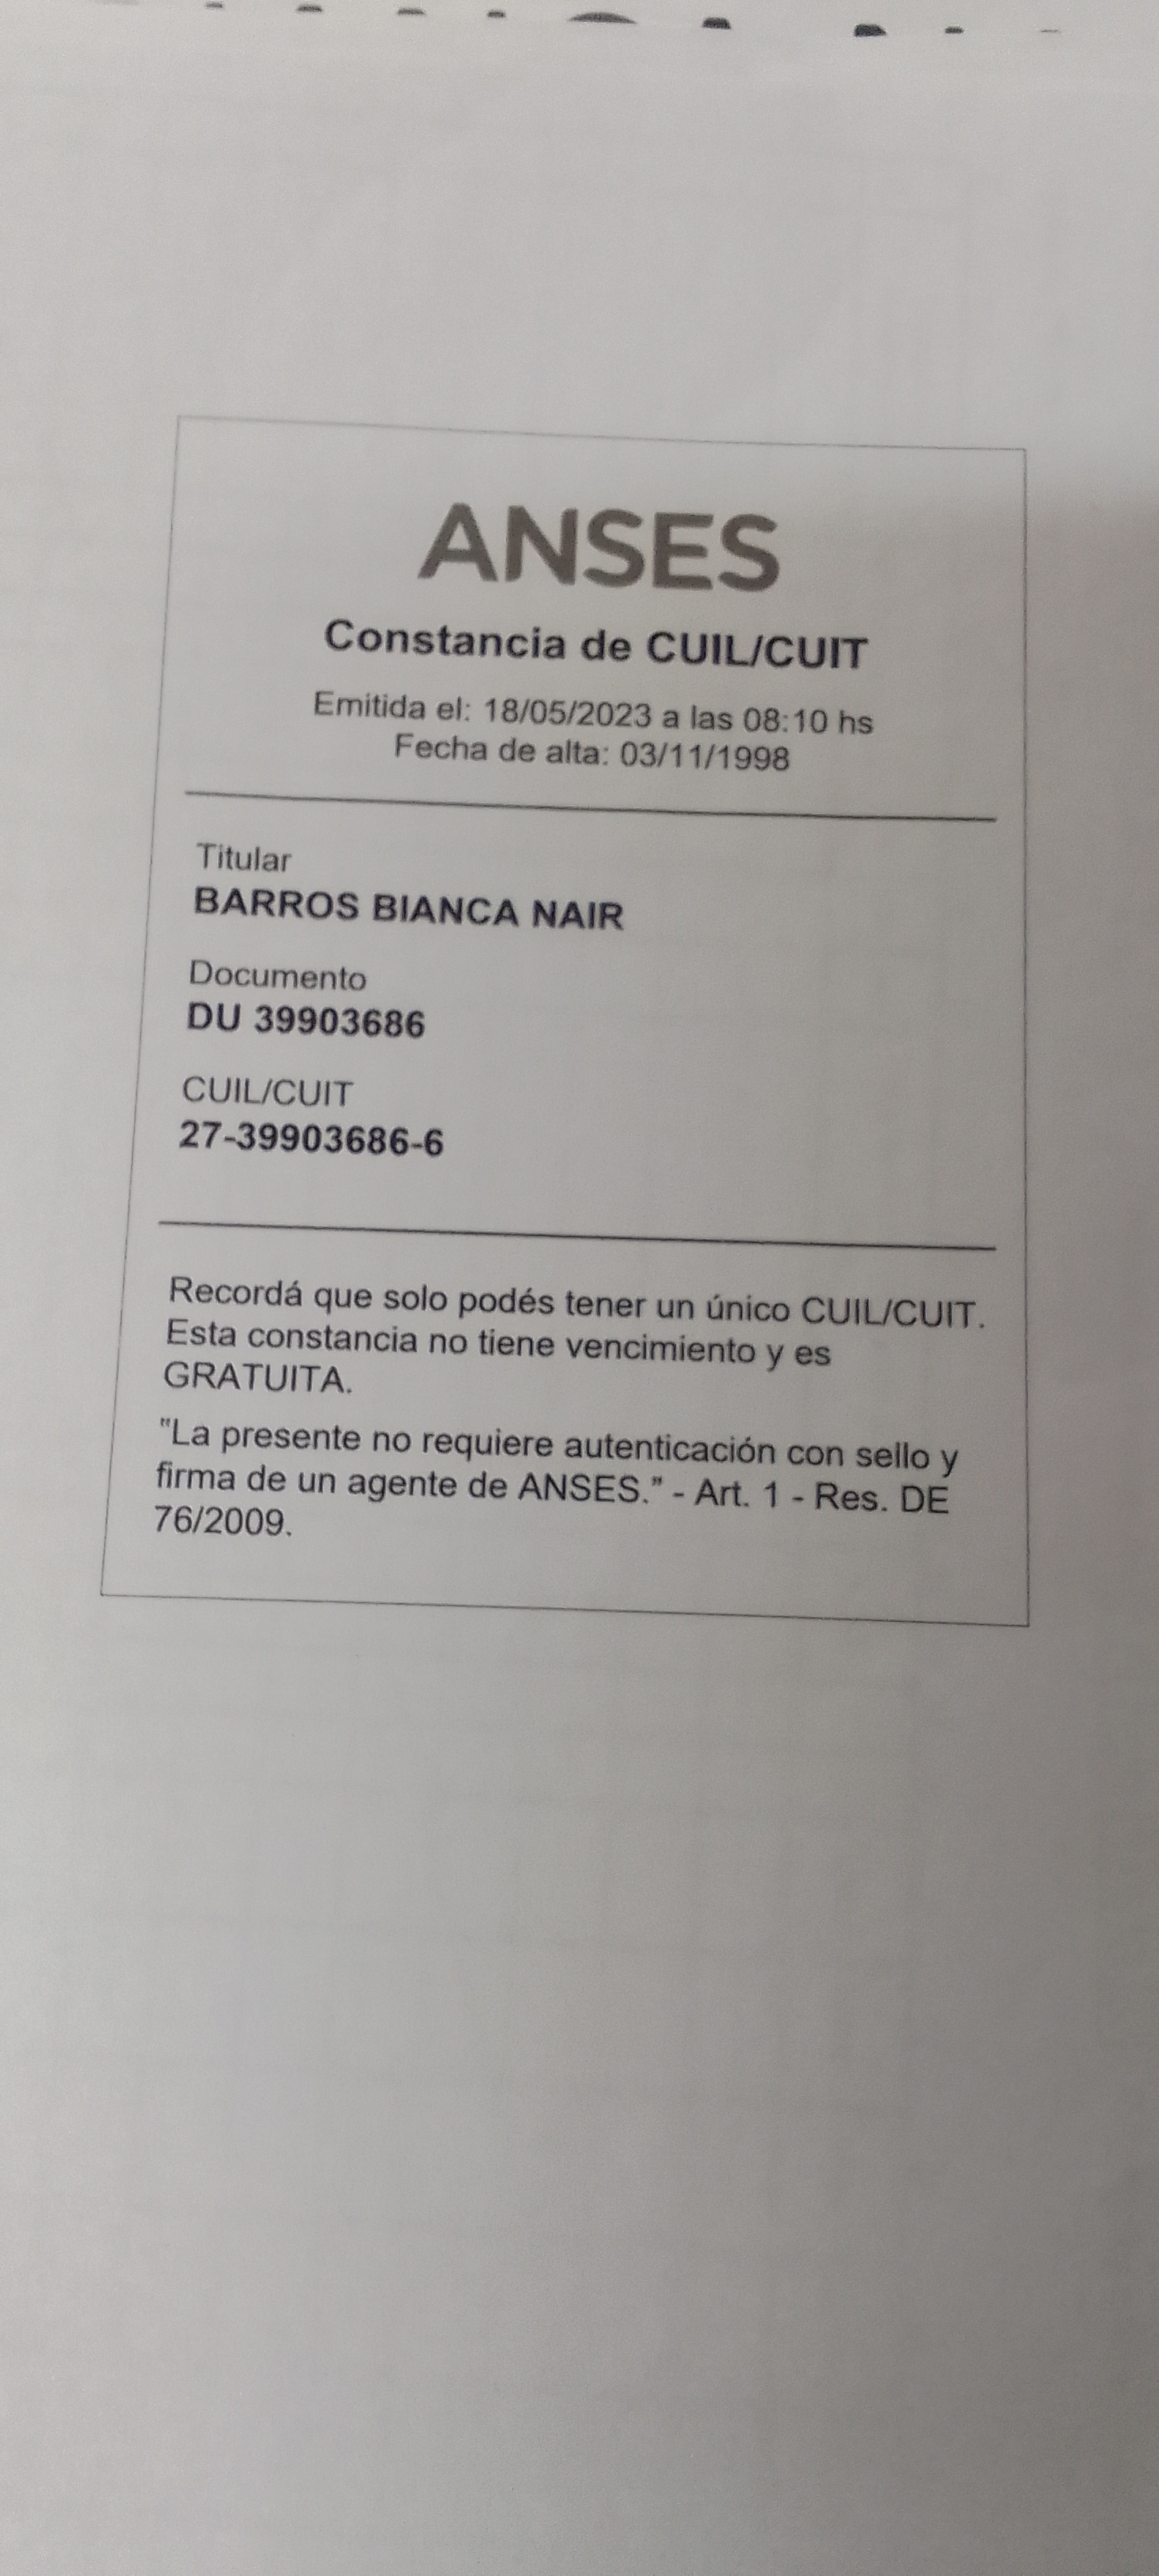 ANSES
Constancia de CUIL/CUIT
Emitida el: 18/05/2023 a las 08:10 hs
Fecha de alta: 03/11/1998
Titular
BARROS BIANCA NAIR
Documento
DU 39903686
CUIL/CUIT
27-39903686-6
Recordá que solo podés tener un único CUIL/CUIT.
Esta constancia no tiene vencimiento y es
GRATUITA.
"La presente no requiere autenticación con sello y
firma de un agente de ANSES.” - Art. 1 - Res. DE
76/2009.